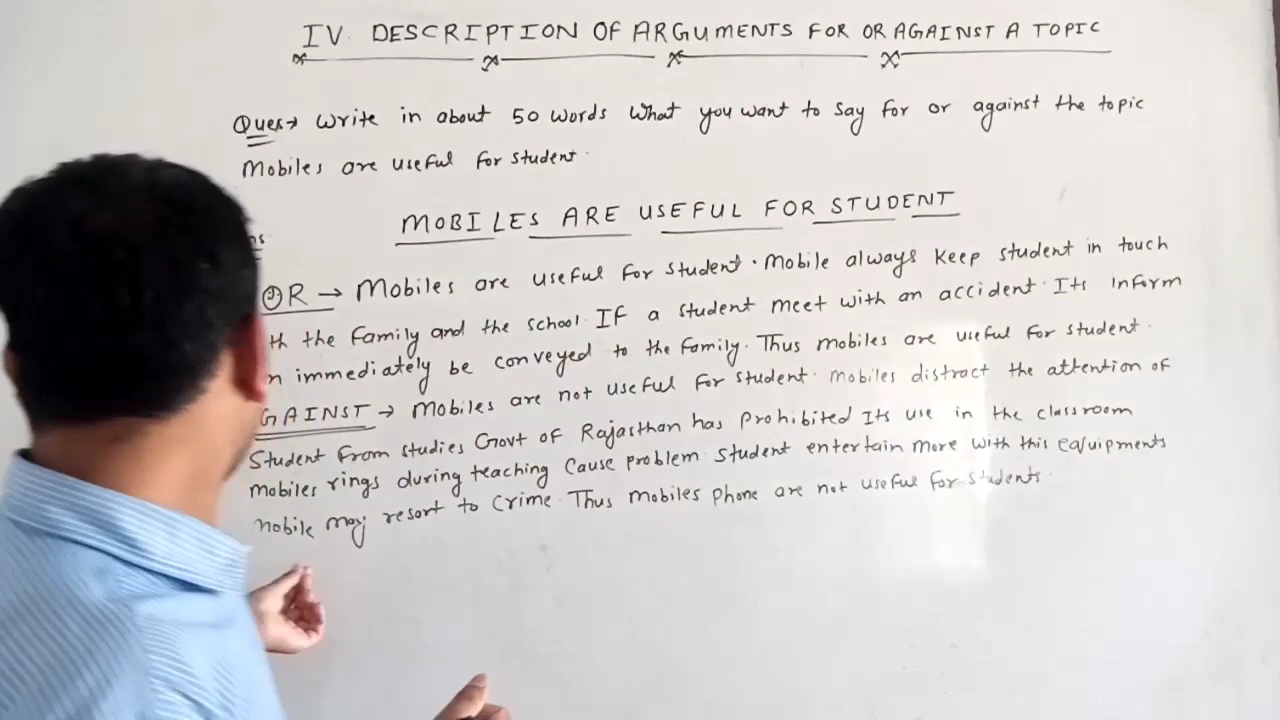 IV. DESCRIPTION OF ARGUMENTS FOR OR AGAINST A TOPIC
Ques→ Write in about 50 words what you want to say for or against the topic
Mobiles are useful for student.
MOBILES ARE USEFUL FOR STUDENT
ns
OR → Mobiles are useful for student. Mobile always keep student in touch
th the family and the school. If a student meet with an accident. Its inform
n immediately be conveyed to the family. Thus mobiles are useful for student.
GAINST → Mobiles are not useful for student. Mobiles distract the attention of
Student from studies Govt of Rajasthan has prohibited Its use in the classroom
mobiles rings during teaching cause problem. Student entertain more with this equipments
mobile may resort to crime. Thus mobiles phone are not useful for students.